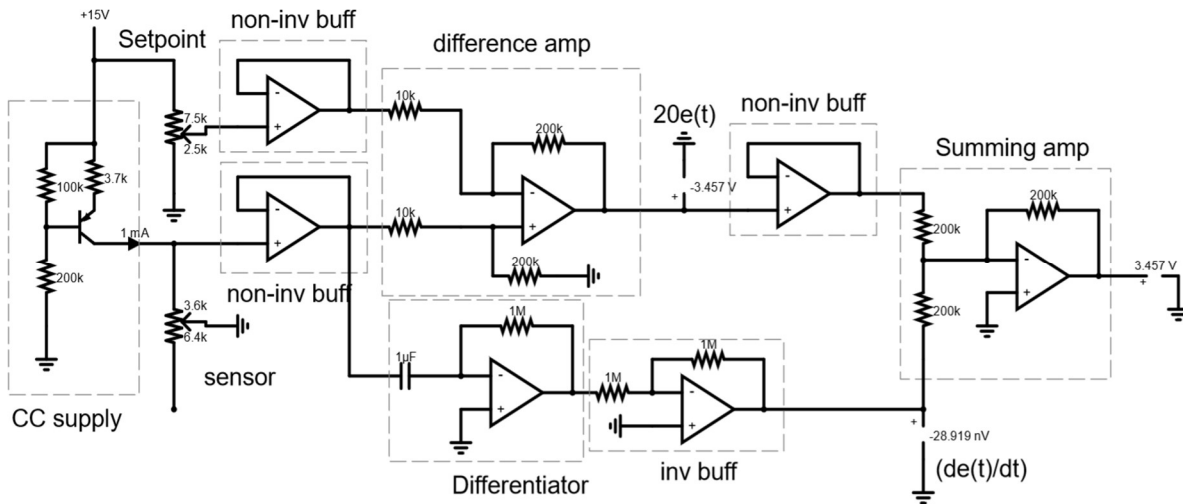 +15V
non-inv buff
Setpoint
difference amp
10k
non-inv buff
20e(t)
7.5k
2.5k
200k
Summing amp
-
+
-3.457 V
+
-
+
3.7k
100k
-
+
-
+
200k
200k
1 mA
10k
-
+
3.457 V
+
200k
200k
200k
non-inv buff
3.6k
6.4k
1M
1M
sensor
1uF
-
+
1M
-
+
CC supply
+
-28.919 nV
Differentiator
inv buff
(de(t)/dt)